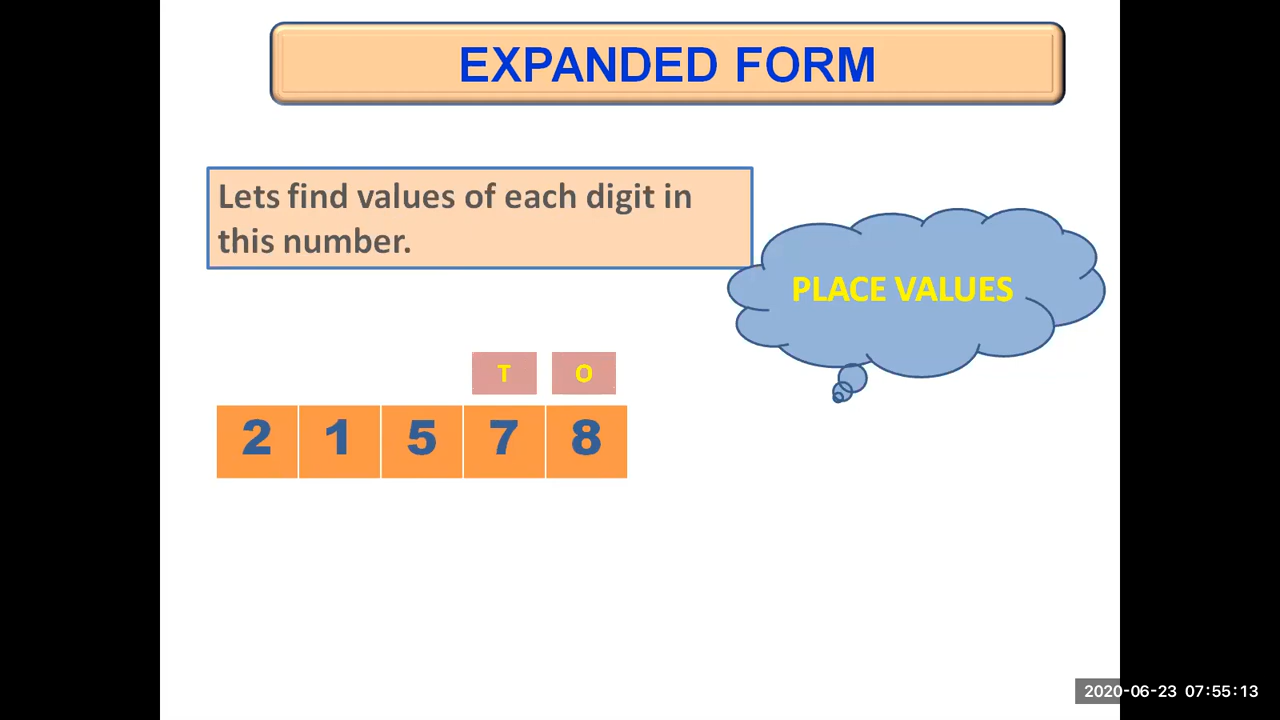 EXPANDED FORM
Lets find values of each digit in
this number.
PLACE VALUES
T O
2 1 5 7 8
2020-06-23 07:55:13